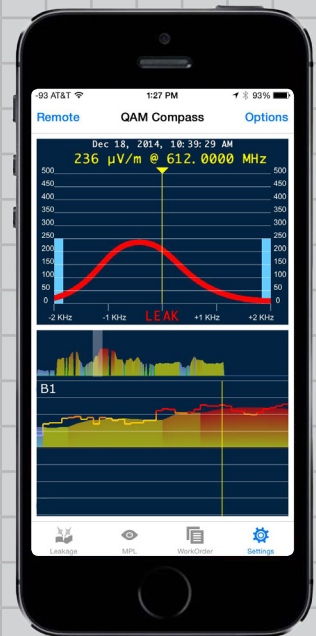 -93 AT&T 1:27 PM 93%
Remote QAM Compass Options
Dec 18, 2014, 10:39:29 AM
236 µV/m @ 612.0000 MHz
500 500
450 450
400 400
350 350
300 300
250 250
200 200
150 150
100 100
50 50
0 0
-2 KHz -1 KHz LEAK +1 KHz +2 KHz
B1
Leakage MPL WorkOrder Settings